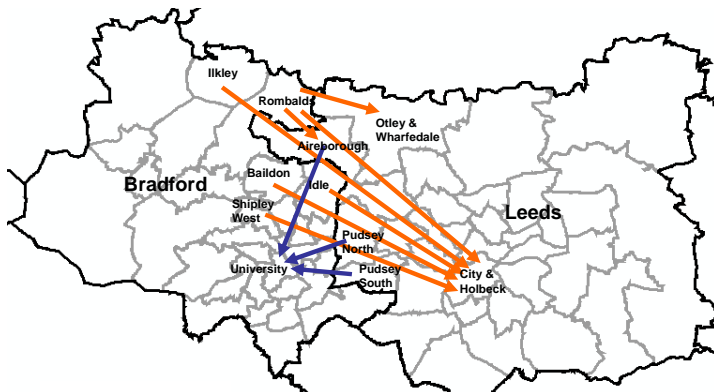 Ilkley
Rombalds
Otley &
Wharfedale
Aireborough
Baildon
Idle
Bradford
Shipley
West
Leeds
Pudsey
North
University
Pudsey
South
City &
Holbeck